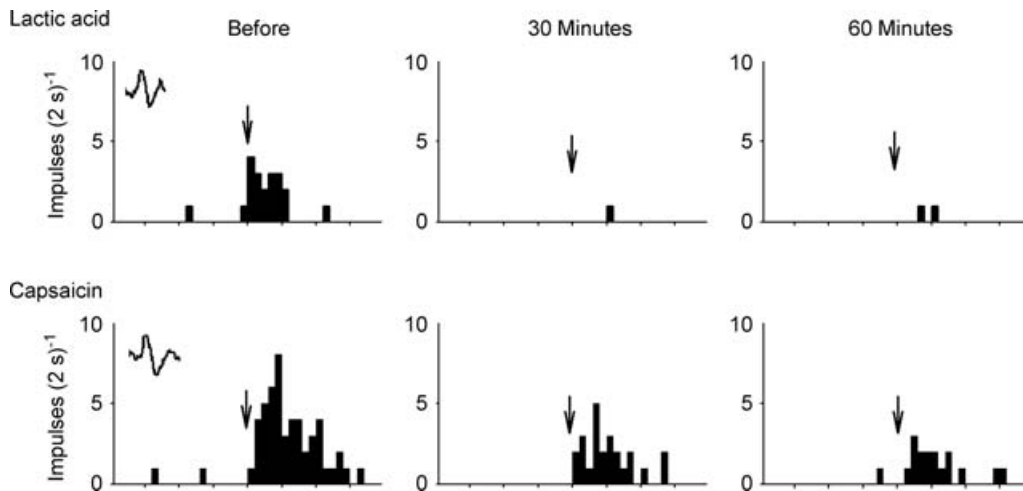 Lactic acid
Before 30 Minutes 60 Minutes
10 10 10
Impulses (2 s)-1
5 5 5
0 0 0
Capsaicin
10 10 10
Impulses (2 s)-1
5 5 5
0 0 0